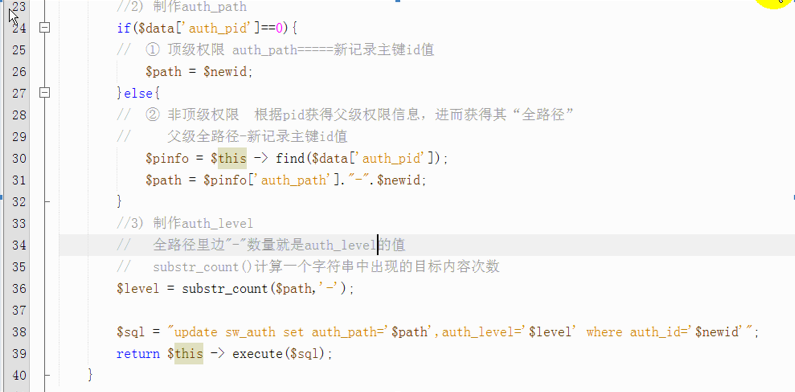 23 //2) 制作auth_path
24 if($data['auth_pid']==0){
25 // ① 顶级权限 auth_path=====新记录主键id值
26 $path = $newid;
27 }else{
28 // ② 非顶级权限 根据pid获得父级权限信息，进而获得其“全路径”
29 // 父级全路径-新记录主键id值
30 $pinfo = $this -> find($data['auth_pid']);
31 $path = $pinfo['auth_path']."-".$newid;
32 }
33 //3) 制作auth_level
34 // 全路径里边"-"数量就是auth_level的值
35 // substr_count()计算一个字符串中出现的目标内容次数
36 $level = substr_count($path,'-');
37
38 $sql = "update sw_auth set auth_path='$path',auth_level='$level' where auth_id='$newid'";
39 return $this -> execute($sql);
40 }